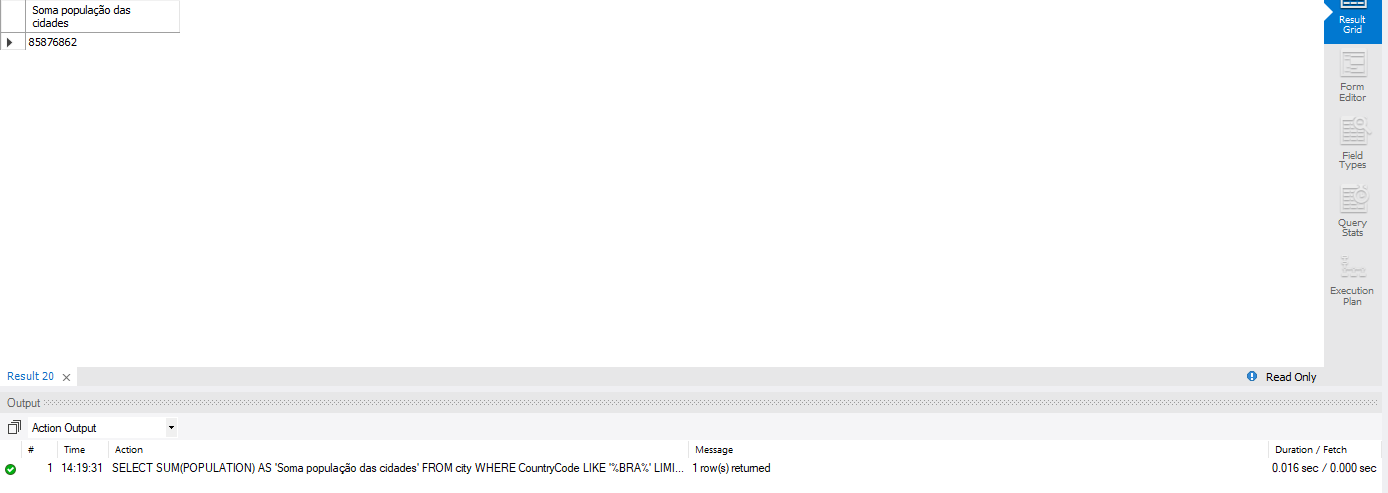 Soma população das
cidades
85876862
Result
Grid
Form
Editor
Field
Types
Query
Stats
Execution
Plan
Result 20
Read Only
Output
Action Output
# Time Action Message Duration / Fetch
1 14:19:31 SELECT SUM(POPULATION) AS 'Soma população das cidades' FROM city WHERE CountryCode LIKE '%BRA%' LIMI... 1 row(s) returned 0.016 sec / 0.000 sec